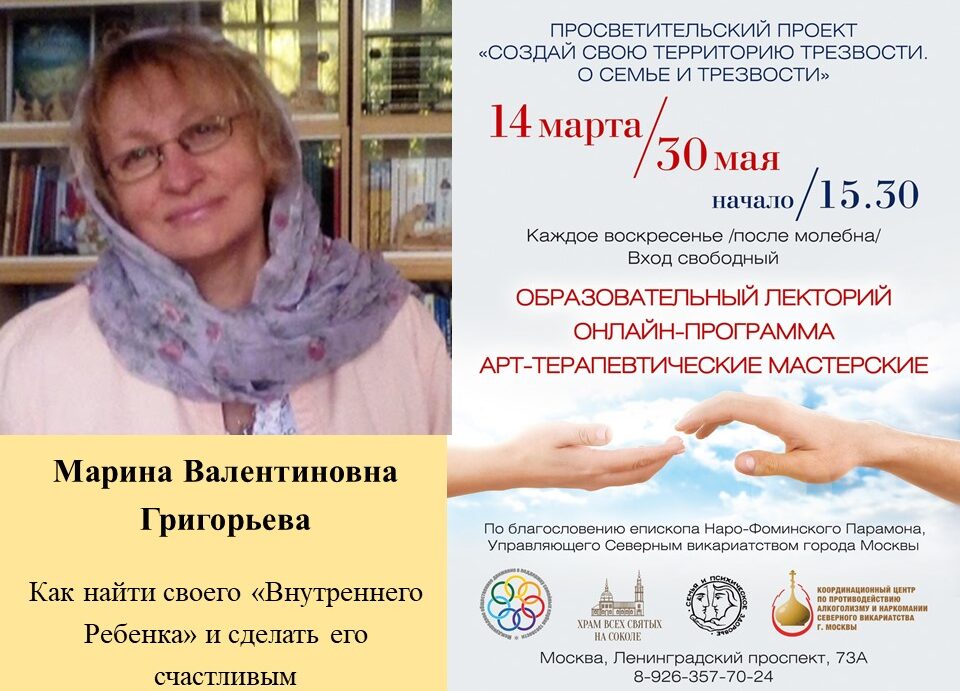 Марина Валентиновна
Григорьева
Как найти своего «Внутреннего
Ребенка» и сделать его
счастливым
ПРОСВЕТИТЕЛЬСКИЙ ПРОЕКТ
«СОЗДАЙ СВОЮ ТЕРРИТОРИЮ ТРЕЗВОСТИ.
О СЕМЬЕ И ТРЕЗВОСТИ»
14 марта/
30 мая
начало/15.30
Каждое воскресенье /после молебна/
Вход свободный
ОБРАЗОВАТЕЛЬНЫЙ ЛЕКТОРИЙ
ОНЛАЙН-ПРОГРАММА
АРТ-ТЕРАПЕВТИЧЕСКИЕ МАСТЕРСКИЕ
По благословению епископа Наро-Фоминского Парамона,
Управляющего Северным викариатством города Москвы
ХРАМ ВСЕХ СВЯТЫХ
НА СОКОЛЕ
СЕМЬЯ И ПСИХИЧЕСКОЕ ЗДОРОВЬЕ
КООРДИНАЦИОННЫЙ ЦЕНТР
ПО ПРОТИВОДЕЙСТВИЮ
АЛКОГОЛИЗМУ И НАРКОМАНИИ
СЕВЕРНОГО ВИКАРИАТСТВА
Г. МОСКВЫ
Москва, Ленинградский проспект, 73А
8-926-357-70-24